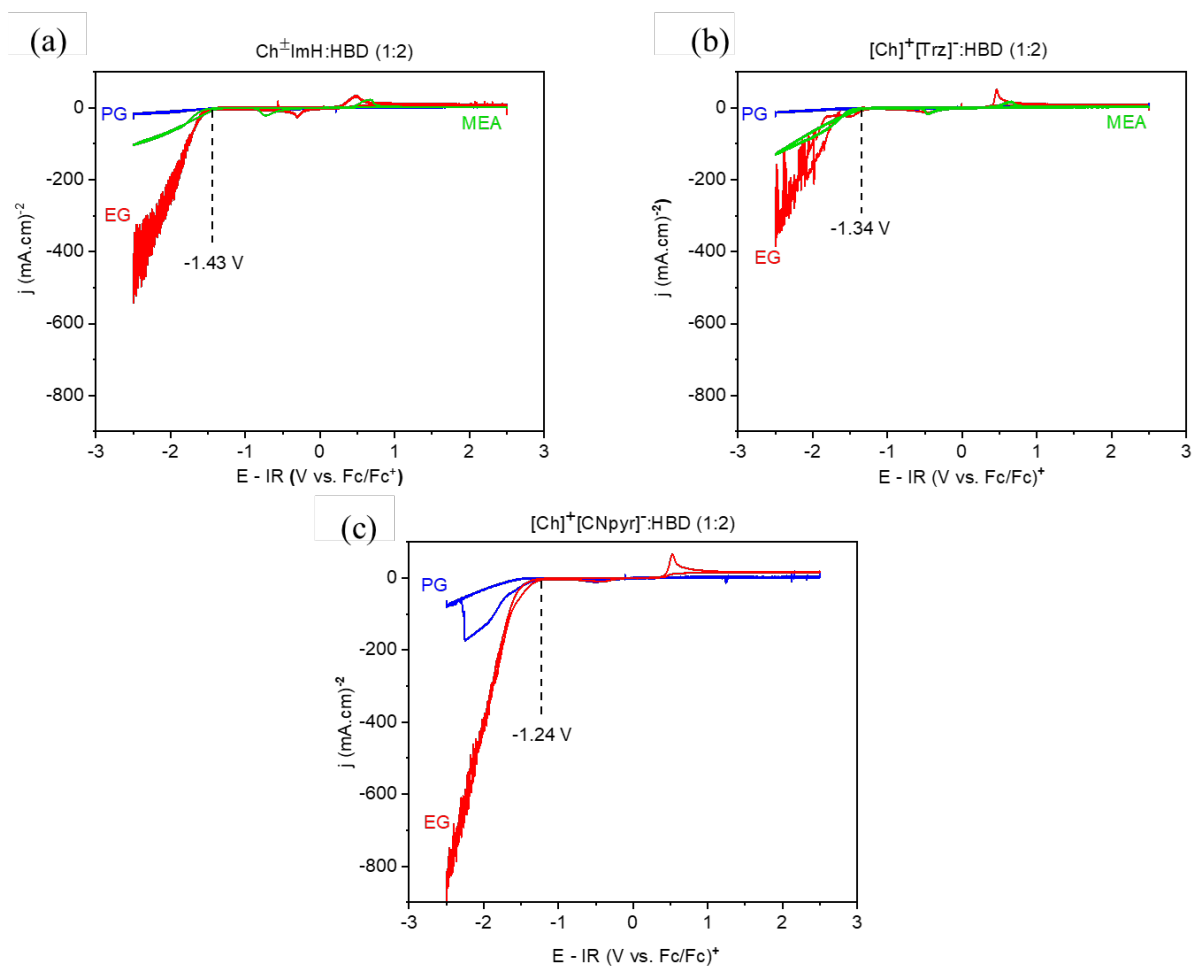 (a)
Ch±ImH:HBD (1:2)
0
-200
-400
-600
-800
j (mA.cm)-2
PG
MEA
EG
-1.43 V
-3
-2
-1
0
1
2
3
E - IR (V vs. Fc/Fc+)
(b)
[Ch]+[Trz]-:HBD (1:2)
0
-200
-400
-600
-800
j (mA.cm)-2)
PG
MEA
EG
-1.34 V
-3
-2
-1
0
1
2
3
E - IR (V vs. Fc/Fc)+
(c)
[Ch]+[CNpyr]-:HBD (1:2)
0
-200
-400
-600
-800
j (mA.cm)-2
PG
EG
-1.24 V
-3
-2
-1
0
1
2
3
E - IR (V vs. Fc/Fc)+